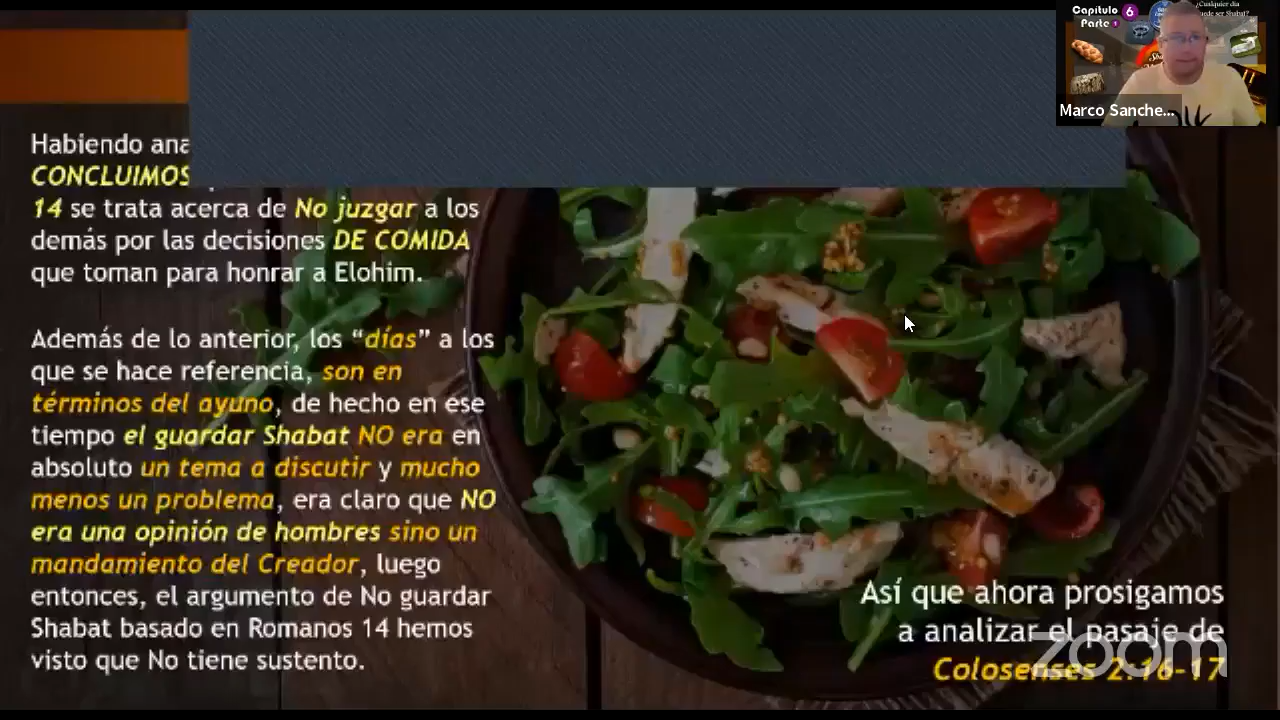 Habiendo ana
CONCLUIMOS
14 se trata acerca de No juzgar a los
demás por las decisiones DE COMIDA
que toman para honrar a Elohim.
Además de lo anterior, los “días” a los
que se hace referencia, son en
términos del ayuno, de hecho en ese
tiempo el guardar Shabat NO era en
absoluto un tema a discutir y mucho
menos un problema, era claro que NO
era una opinión de hombres sino un
mandamiento del Creador, luego
entonces, el argumento de No guardar
Shabat basado en Romanos 14 hemos
visto que No tiene sustento.
Así que ahora prosigamos
a analizar el pasaje de
Colosenses 2:16-17
zoom
Capitulo 6
Parte 1
¿Cualquier día
uede ser Shabat?
Marco Sanche...